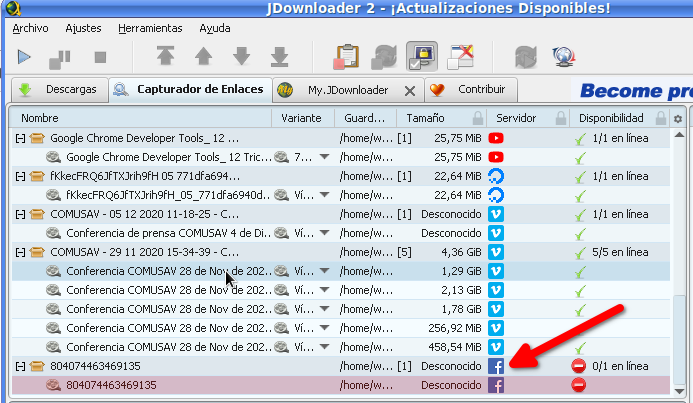 JDownloader 2 - ¡Actualizaciones Disponibles!
Archivo Ajustes Herramientas Ayuda
Descargas Capturador de Enlaces My.JDownloader Contribuir Become pre
Nombre Variante Guard... Tamaño Servidor Disponibilidad
Google Chrome Developer Tools_ 12 ... /home/w... [1] 25,75 MiB 1/1 en línea
Google Chrome Developer Tools_ 12 Tric... 7... /home/w... 25,75 MiB
fKkecFRQ6JfTXJrih9fH 05 771dfa694... /home/w... [1] 22,64 MiB 1/1 en línea
fKkecFRQ6JfTXJrih9fH_05_771dfa6940d.. Ví... /home/w... 22,64 MiB
COMUSAV - 05 12 2020 11-18-25 - C... /home/w... [1] Desconocido 1/1 en línea
Conferencia de prensa COMUSAV 4 de Di.. Ví... /home/w... Desconocido
COMUSAV - 29 11 2020 15-34-39 - C... /home/w... [5] 4,36 GiB 5/5 en línea
Conferencia COMUSAV 28 de Nov de 202.. Ví... /home/w... 1,29 GiB
Conferencia COMUSAV 28 de Nov de 202.. Ví... /home/w... 2,13 GiB
Conferencia COMUSAV 28 de Nov de 202.. Ví... /home/w... 1,78 GiB
Conferencia COMUSAV 28 de Nov de 202.. Ví... /home/w... 256,92 MiB
Conferencia COMUSAV 28 de Nov de 202.. Ví... /home/w... 458,54 MiB
804074463469135 /home/w... [1] Desconocido 0/1 en línea
804074463469135 /home/w... Desconocido